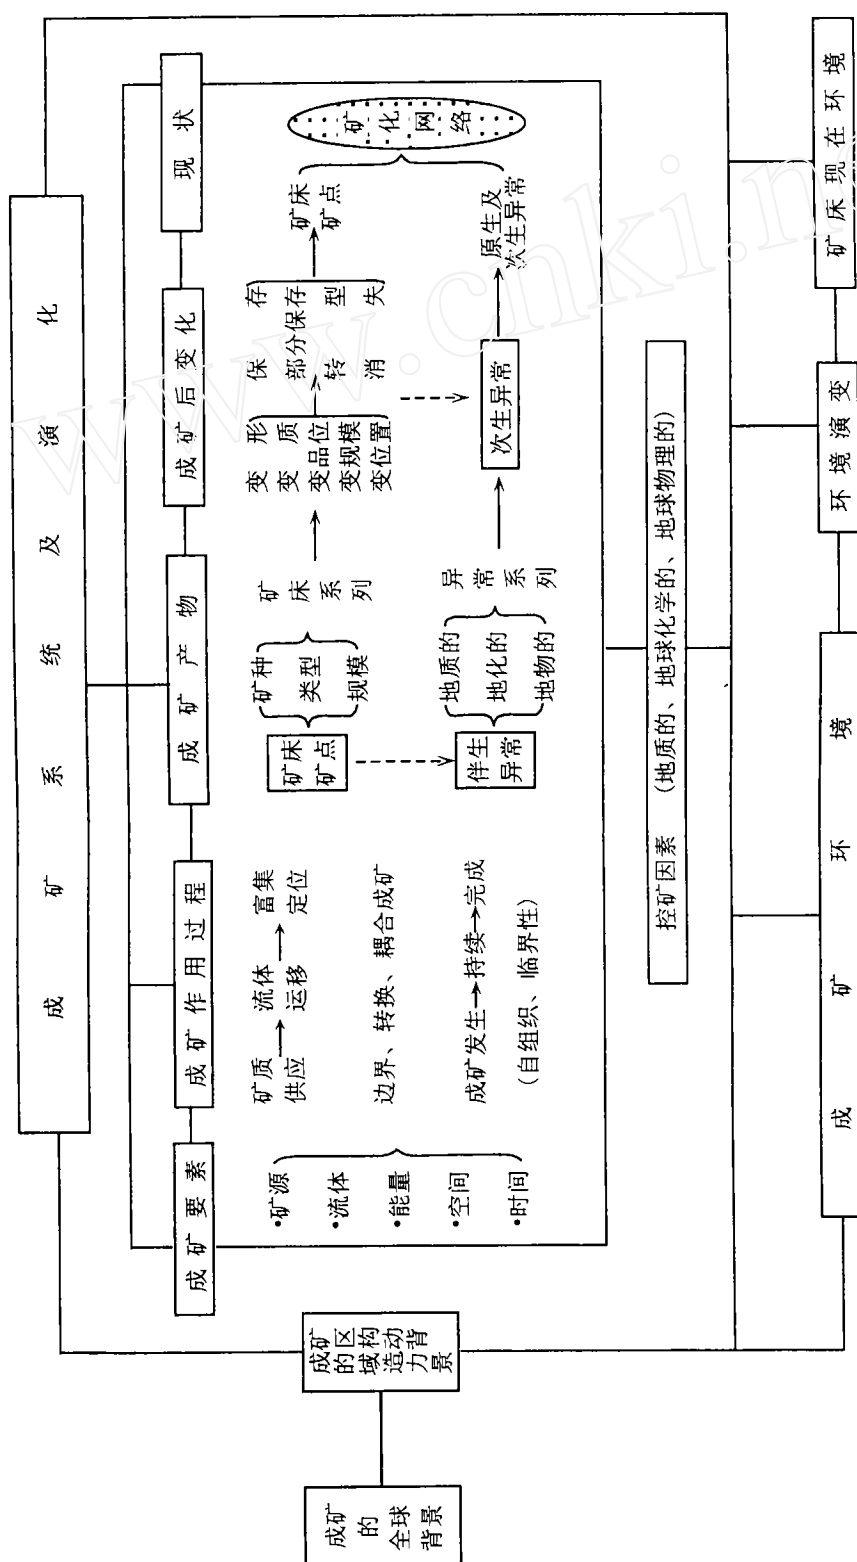 成矿系统及演化
成矿要素
成矿作用过程
成矿产物
成矿后变化
现状
•矿源
•流体
•能量
•空间
•时间
矿质
供应
流体
运移
富集
定位
边界、转换、耦合成矿
成矿发生→持续→完成
(自组织、临界性)
矿床
矿点
矿种
类型
规模
矿床系列
变形
变质
变品位
变规模
变位置
保存
部分保存
转型
消失
矿床
矿点
伴生
异常
地质的
地化的
地物的
异常系列
次生异常
原生及
次生异常
矿化网络
控矿因素 (地质的、地球化学的、地球物理的)
成矿的全球背景
成矿的区域构造动力背景
成矿环境
环境演变
矿床现在环境
www.cnki.n